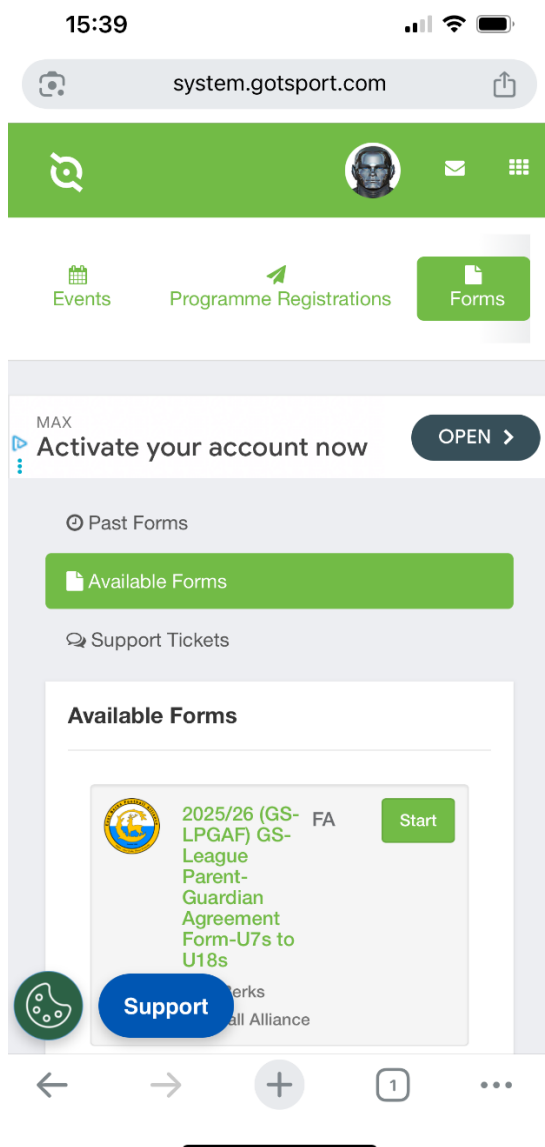 15:39
system.gotsport.com
Events
Programme Registrations
Forms
MAX
Activate your account now
OPEN
Past Forms
Available Forms
Support Tickets
Available Forms
2025/26 (GS-
LPGAF) GS-
League
Parent-
Guardian
Agreement
Form-U7s to
U18s
FA
Start
Support
1